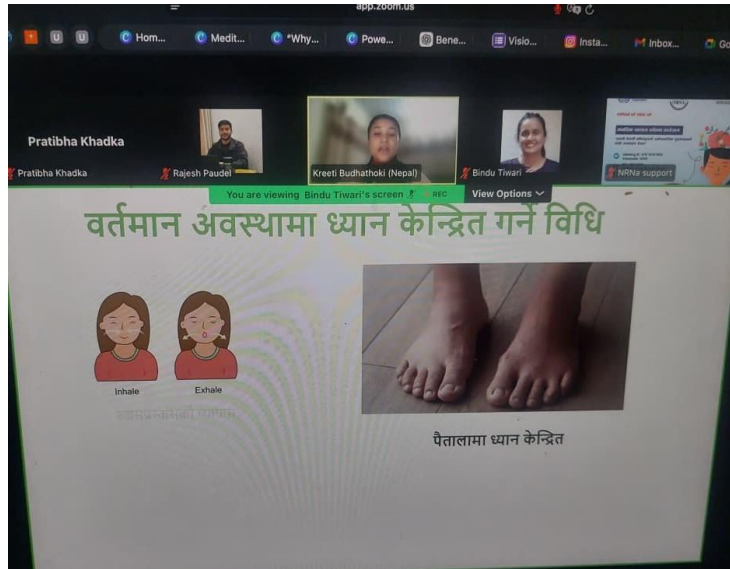 app.zoom.us
Hom...
Medit...
"Why...
Powe...
Bene...
Visio...
Insta...
Inbox...
Go
Pratibha Khadka
Pratibha Khadka
Rajesh Paudel
Kreeti Budhathoki (Nepal)
Bindu Tiwari
NRNa support
You are viewing Bindu Tiwari's screen
REC
View Options
वर्तमान अवस्थामा ध्यान केन्द्रित गर्ने विधि
Inhale
Exhale
पैतालामा ध्यान केन्द्रित